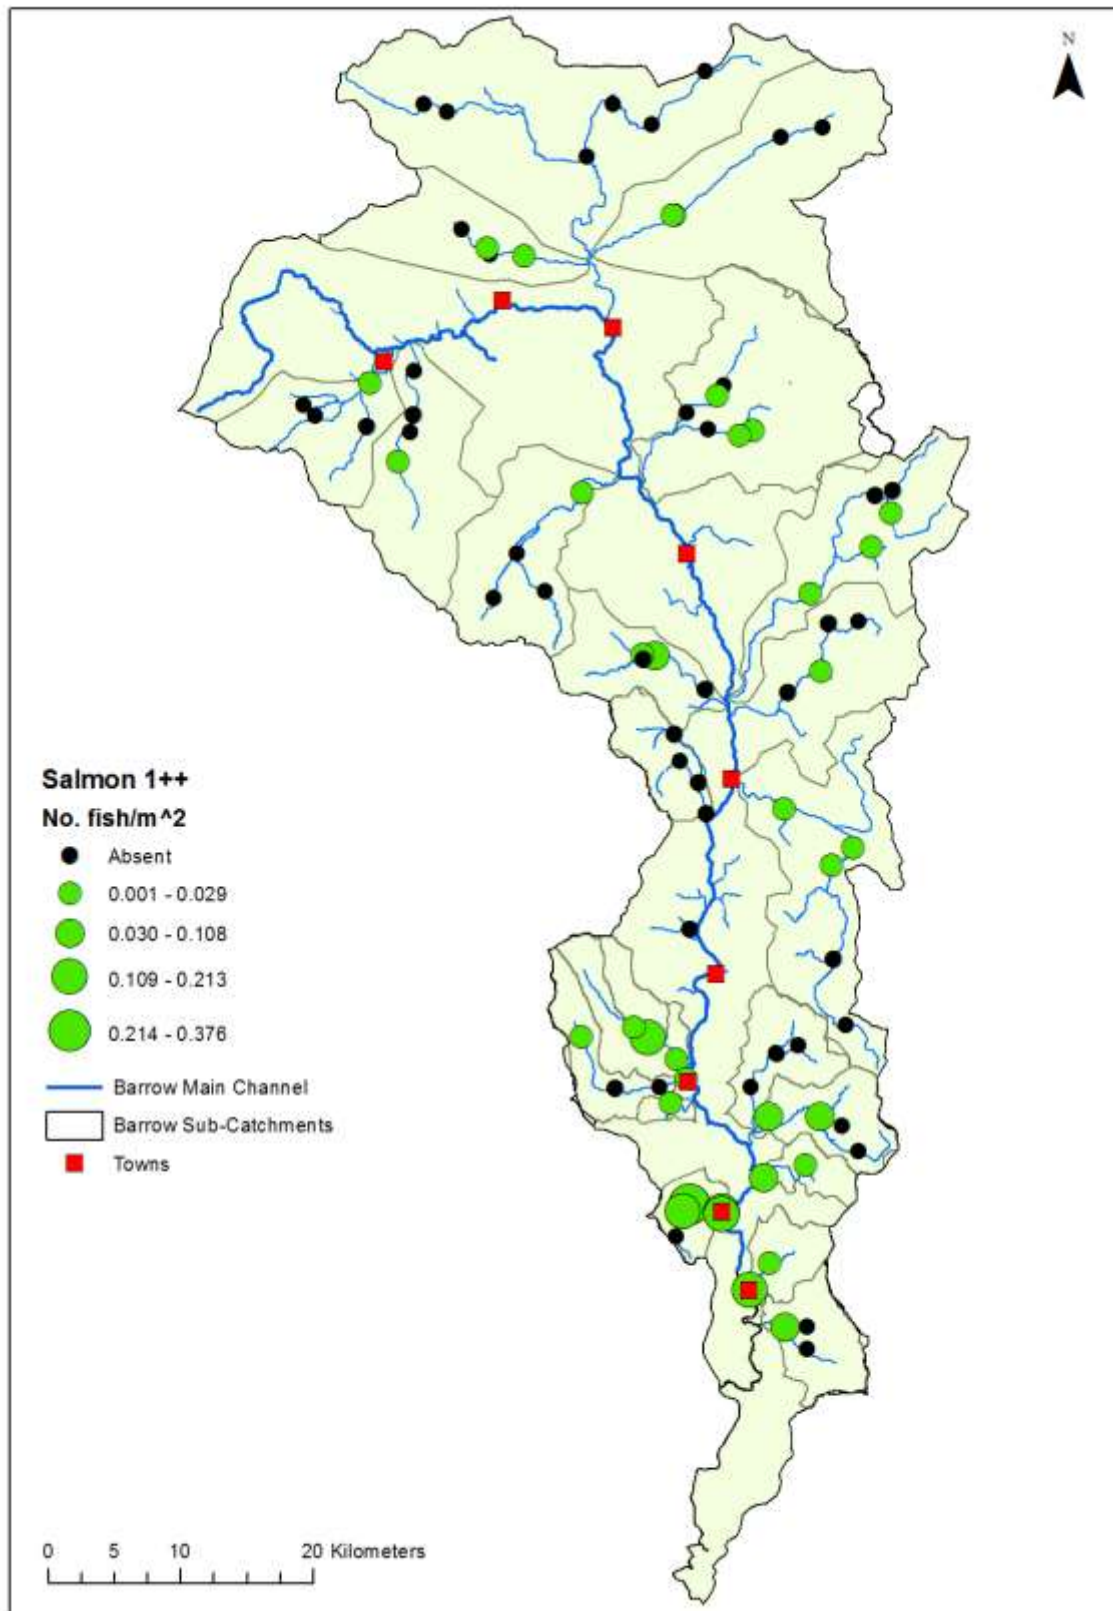 N
Salmon 1++
No. fish/m^2
Absent
0.001 - 0.029
0.030 - 0.108
0.109 - 0.213
0.214 - 0.376
Barrow Main Channel
Barrow Sub-Catchments
Towns
0 5 10 20 Kilometers